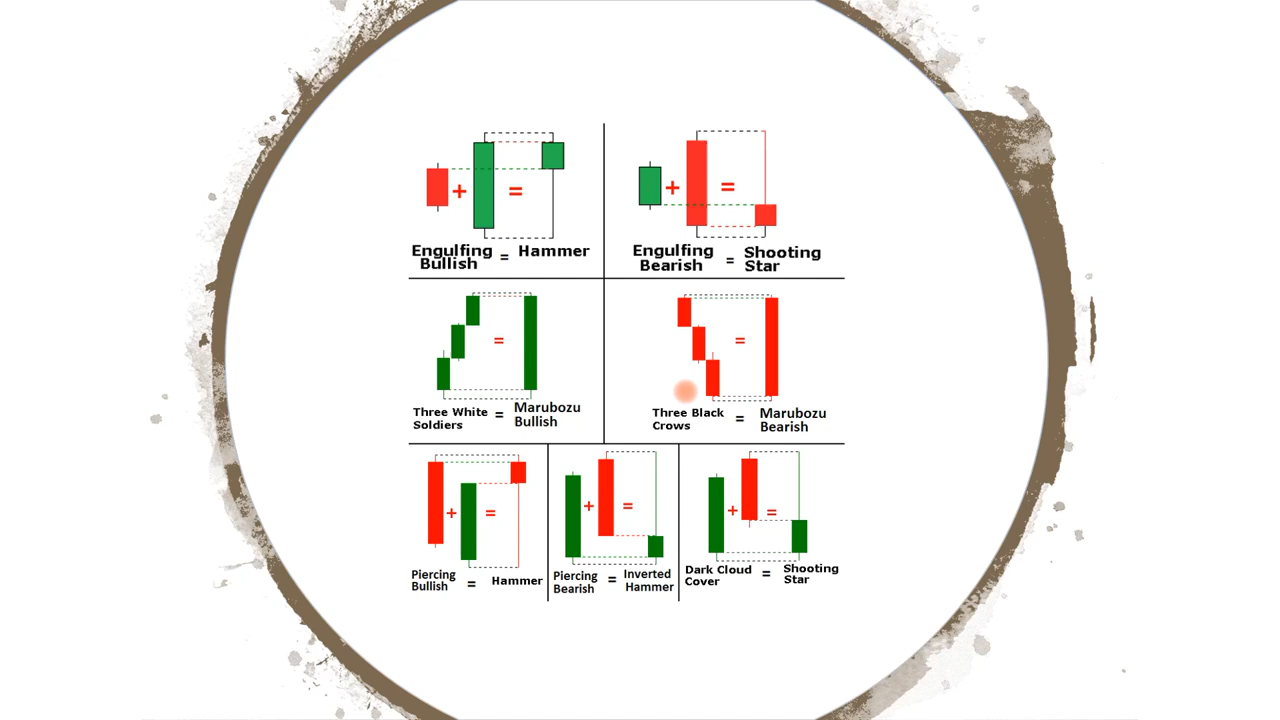 + =
Engulfing
Bullish = Hammer
+ =
Engulfing
Bearish = Shooting
Star
=
Three White
Soldiers = Marubozu
Bullish
=
Three Black
Crows = Marubozu
Bearish
+ =
Piercing
Bullish = Hammer
+ =
Piercing
Bearish = Inverted
Hammer
+ =
Dark Cloud
Cover = Shooting
Star